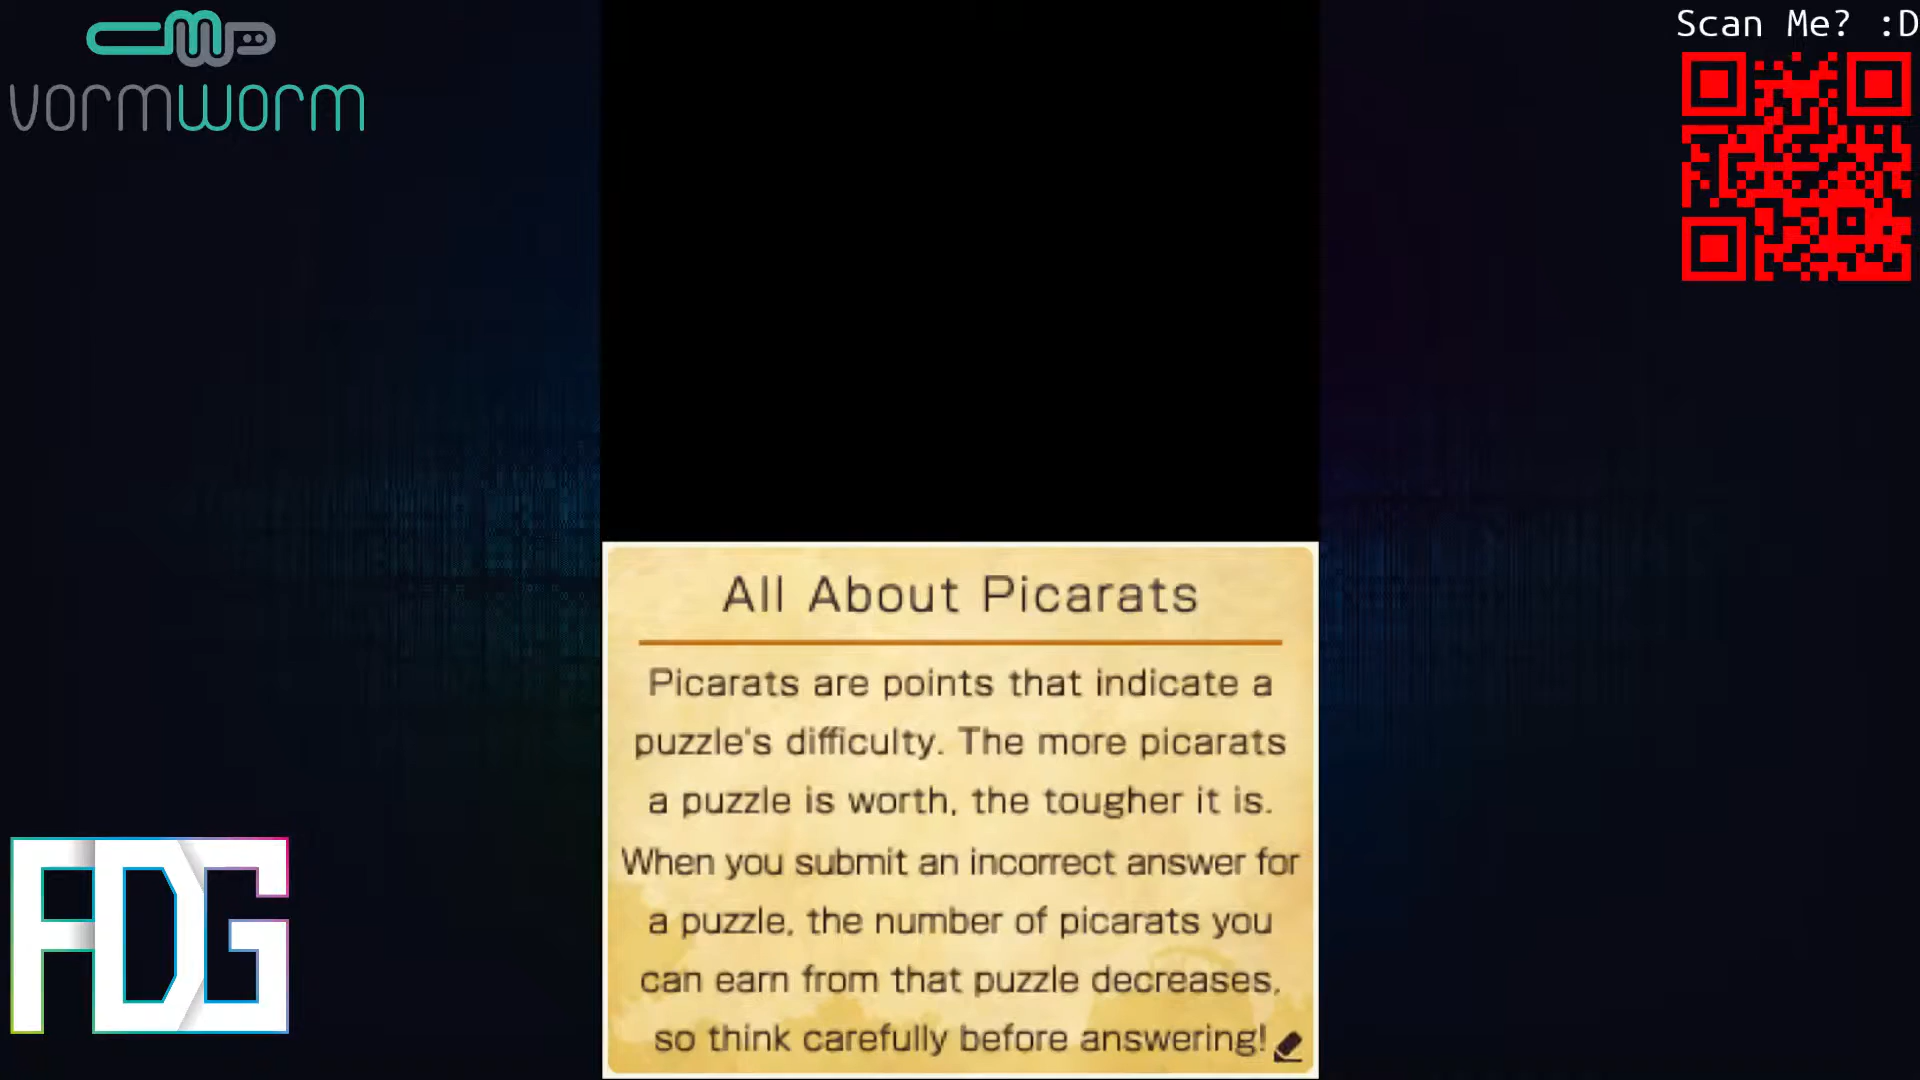 vormworm
Scan Me? :D
All About Picarats
Picarats are points that indicate a
puzzle's difficulty. The more picarats
a puzzle is worth, the tougher it is.
When you submit an incorrect answer for
a puzzle, the number of picarats you
can earn from that puzzle decreases,
so think carefully before answering!
FDG